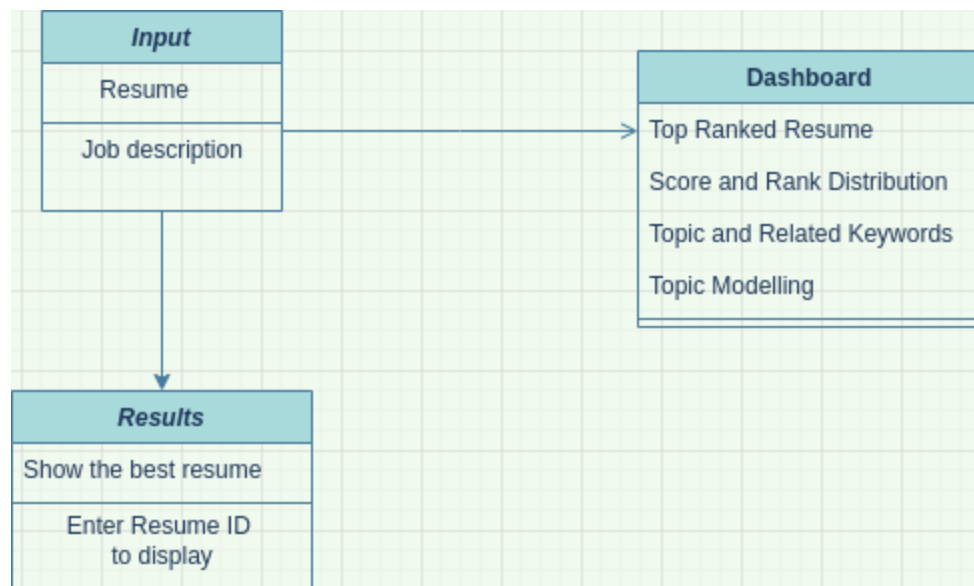 Input
Resume
Job description
Dashboard
Top Ranked Resume
Score and Rank Distribution
Topic and Related Keywords
Topic Modelling
Results
Show the best resume
Enter Resume ID
to display